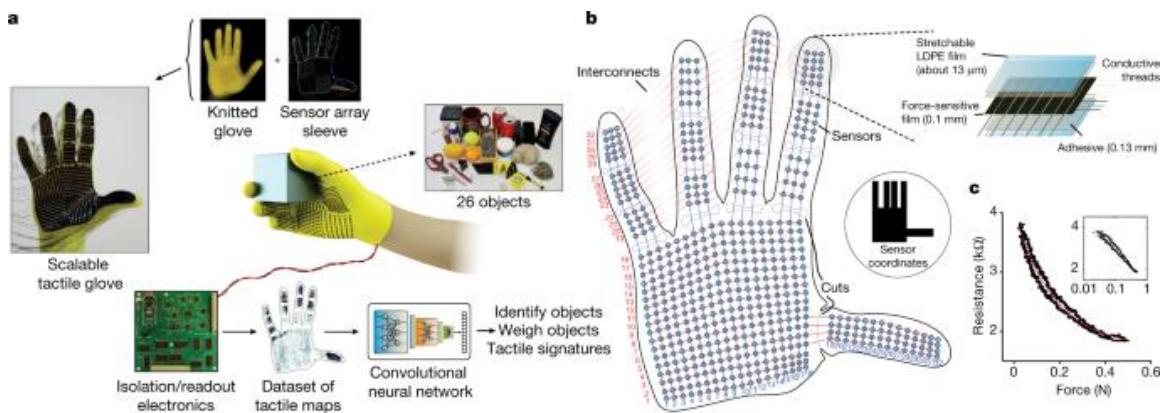 a
Knitted
glove
+
Sensor array
sleeve
26 objects
Scalable
tactile glove
Isolation/readout
electronics
Dataset of
tactile maps
Convolutional
neural network
Identify objects
Weigh objects
Tactile signatures
b
Interconnects
Sensors
Stretchable
LDPE film
(about 13 μm)
Conductive
threads
Force-sensitive
film (0.1 mm)
Adhesive (0.13 mm)
Sensor
coordinates
Cuts
c
Resistance (kΩ)
4
3
2
0
0.2
0.4
0.6
Force (N)
4
2
0.01
0.1
1